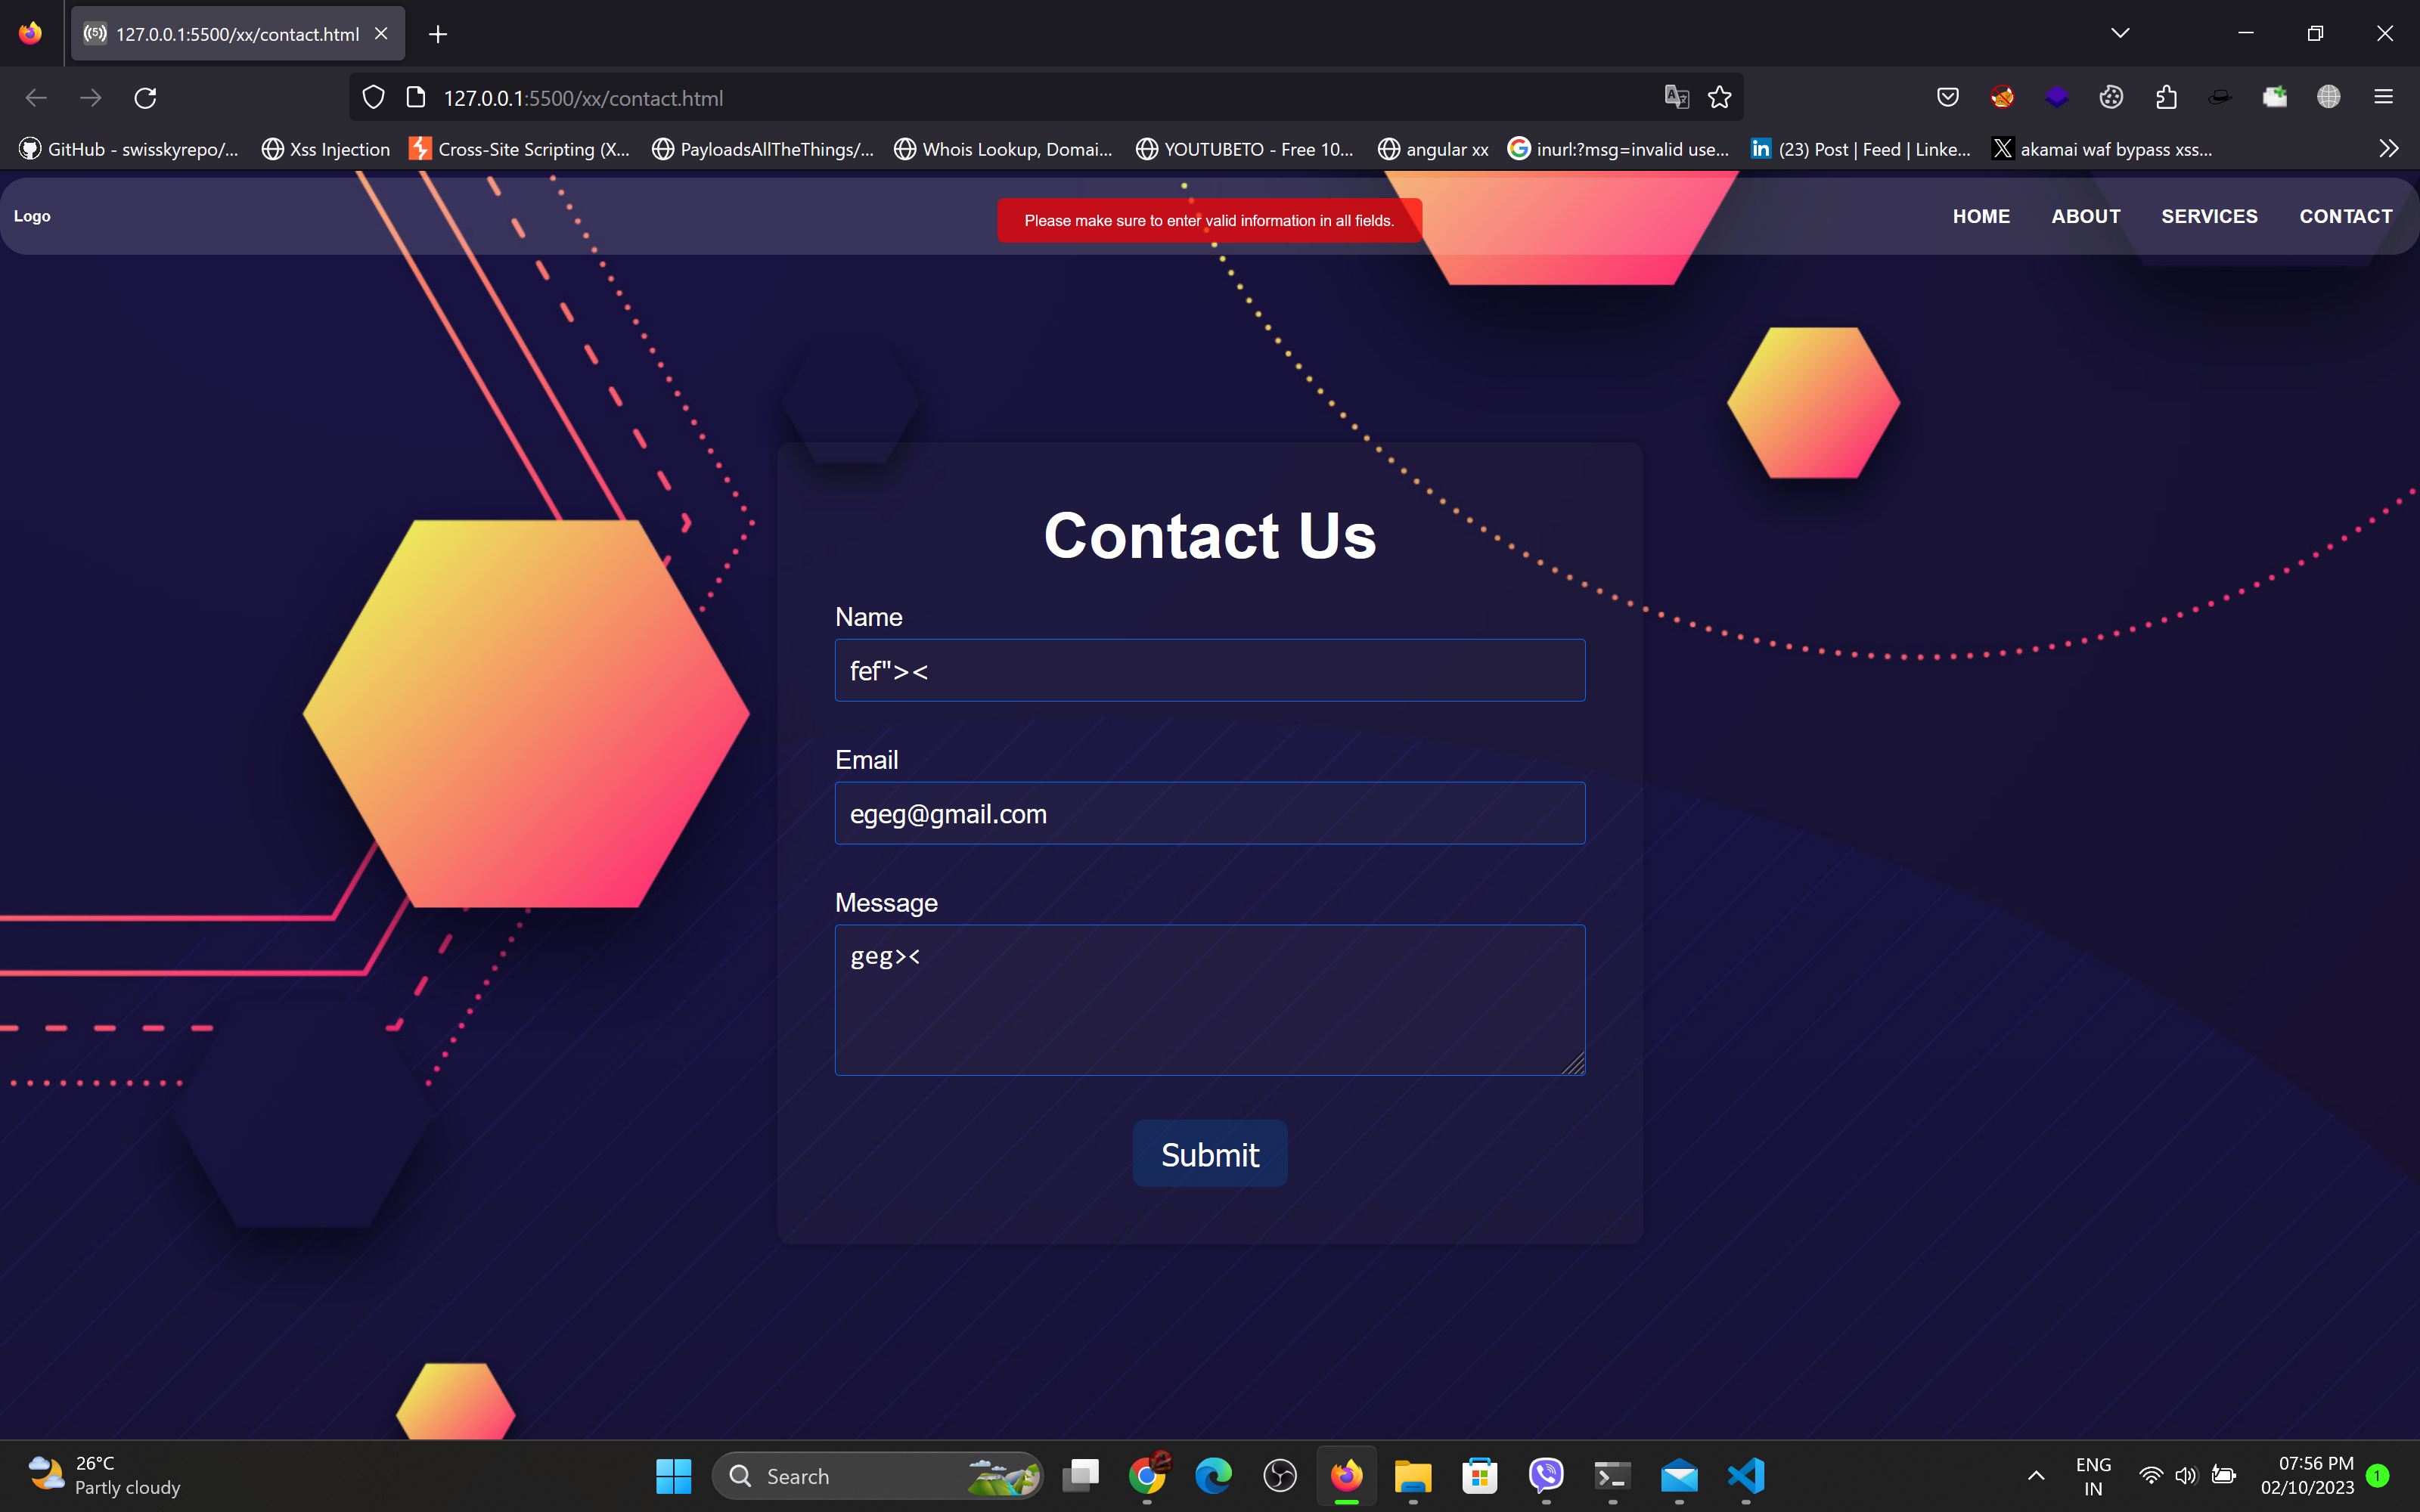 127.0.0.1:5500/xx/contact.html
127.0.0.1:5500/xx/contact.html
GitHub - swisskyrepo/... Xss Injection Cross-Site Scripting (X... PayloadsAllTheThings/... Whois Lookup, Domai... YOUTUBETO - Free 10... angular xx inurl:?msg=invalid use... (23) Post | Feed | Linke... akamai waf bypass xss...
Logo Please make sure to enter valid information in all fields. HOME ABOUT SERVICES CONTACT
Contact Us
Name
fef"><
Email
egeg@gmail.com
Message
geg><
Submit
26°C
Partly cloudy
Search
ENG
IN
07:56 PM
02/10/2023
1